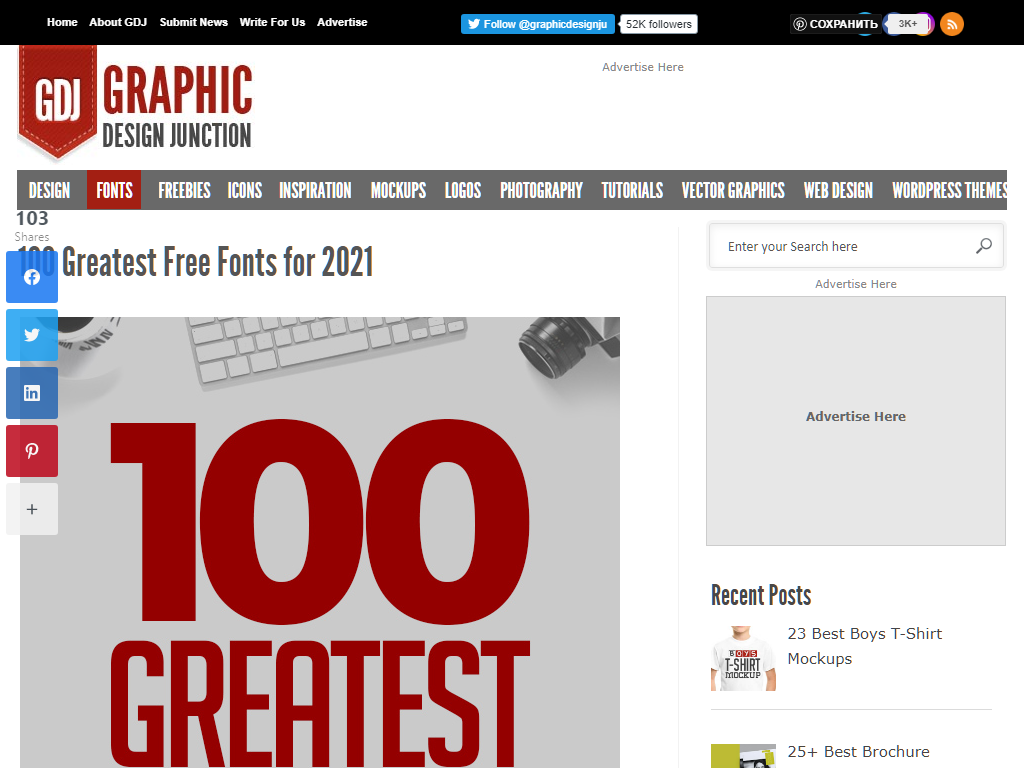 Home About GDJ Submit News Write For Us Advertise
Follow @graphicdesignju 52K followers
СОХРАНИТЬ 3K+
GDJ GRAPHIC
DESIGN JUNCTION
Advertise Here
DESIGN FONTS FREEBIES ICONS INSPIRATION MOCKUPS LOGOS PHOTOGRAPHY TUTORIALS VECTOR GRAPHICS WEB DESIGN WORDPRESS THEMES
103
Shares
100 Greatest Free Fonts for 2021
Enter your Search here
Advertise Here
Advertise Here
100
GREATEST
Recent Posts
23 Best Boys T-Shirt
Mockups
BOYS
T-SHIRT
MOCKUP
25+ Best Brochure